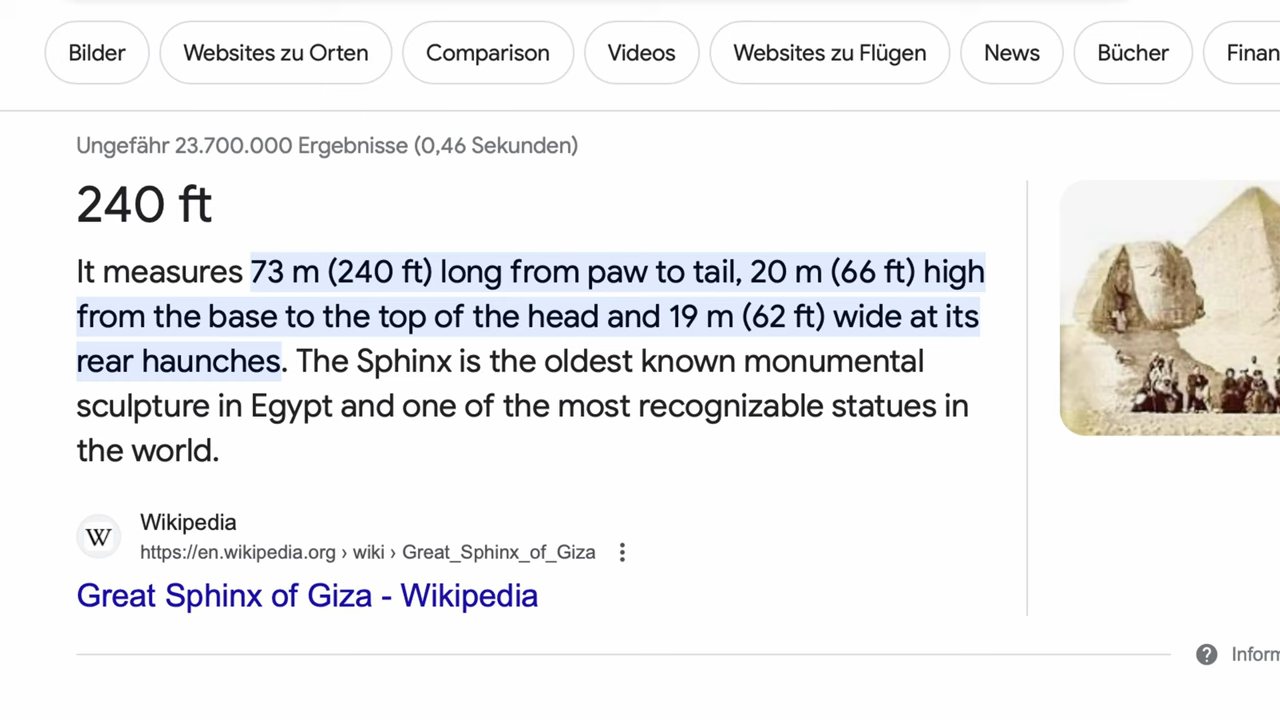 Bilder Websites zu Orten Comparison Videos Websites zu Flügen News Bücher Finan
Ungefähr 23.700.000 Ergebnisse (0,46 Sekunden)
240 ft
It measures 73 m (240 ft) long from paw to tail, 20 m (66 ft) high
from the base to the top of the head and 19 m (62 ft) wide at its
rear haunches. The Sphinx is the oldest known monumental
sculpture in Egypt and one of the most recognizable statues in
the world.
W
Wikipedia
https://en.wikipedia.org › wiki › Great_Sphinx_of_Giza
Great Sphinx of Giza - Wikipedia
Inform